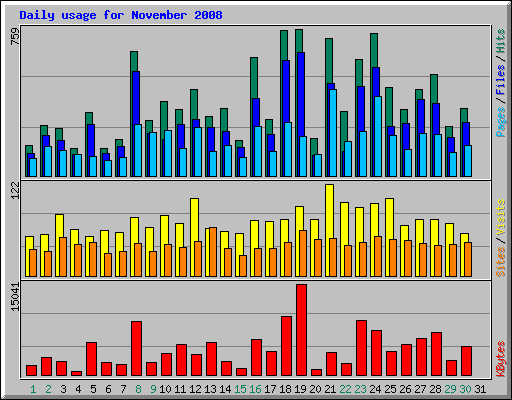 Daily usage for November 2008
759
Pages / Files / Hits
122
Sites / Visits
15041
KBytes
1 2 3 4 5 6 7 8 9 10 11 12 13 14 15 16 17 18 19 20 21 22 23 24 25 26 27 28 29 30 31